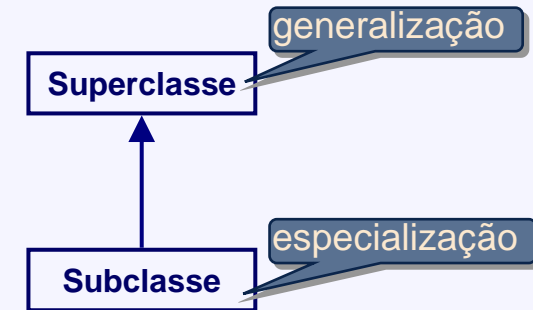 generalização
Superclasse
especialização
Subclasse